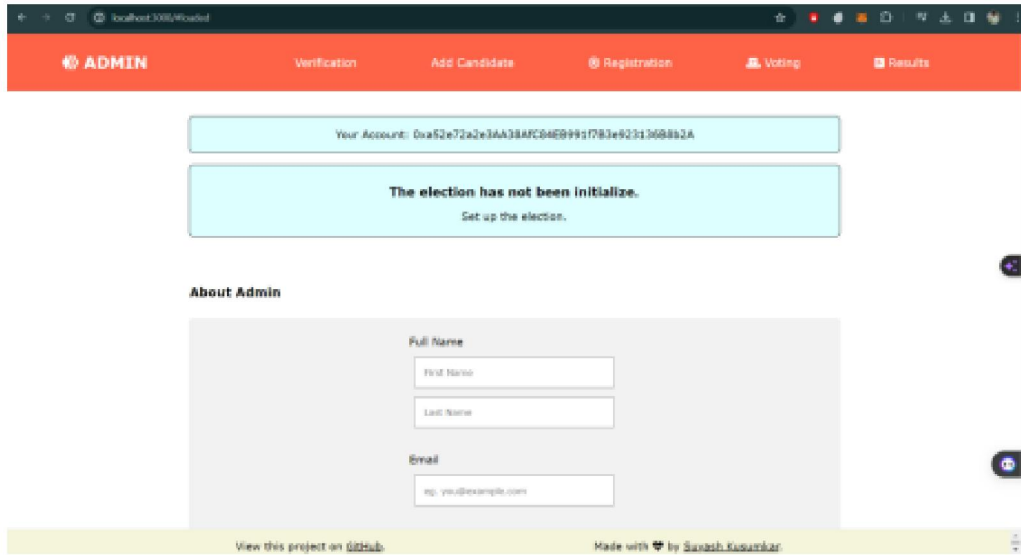 localhost:3000/#loaded
ADMIN Verification Add Candidate Registration Voting Results
Your Account:
The election has not been initialize.
Set up the election.
About Admin
Full Name
First Name
Last Name
Email
eg. you@example.com
View this project on GitHub. Made with by Suyash Kusumkar.